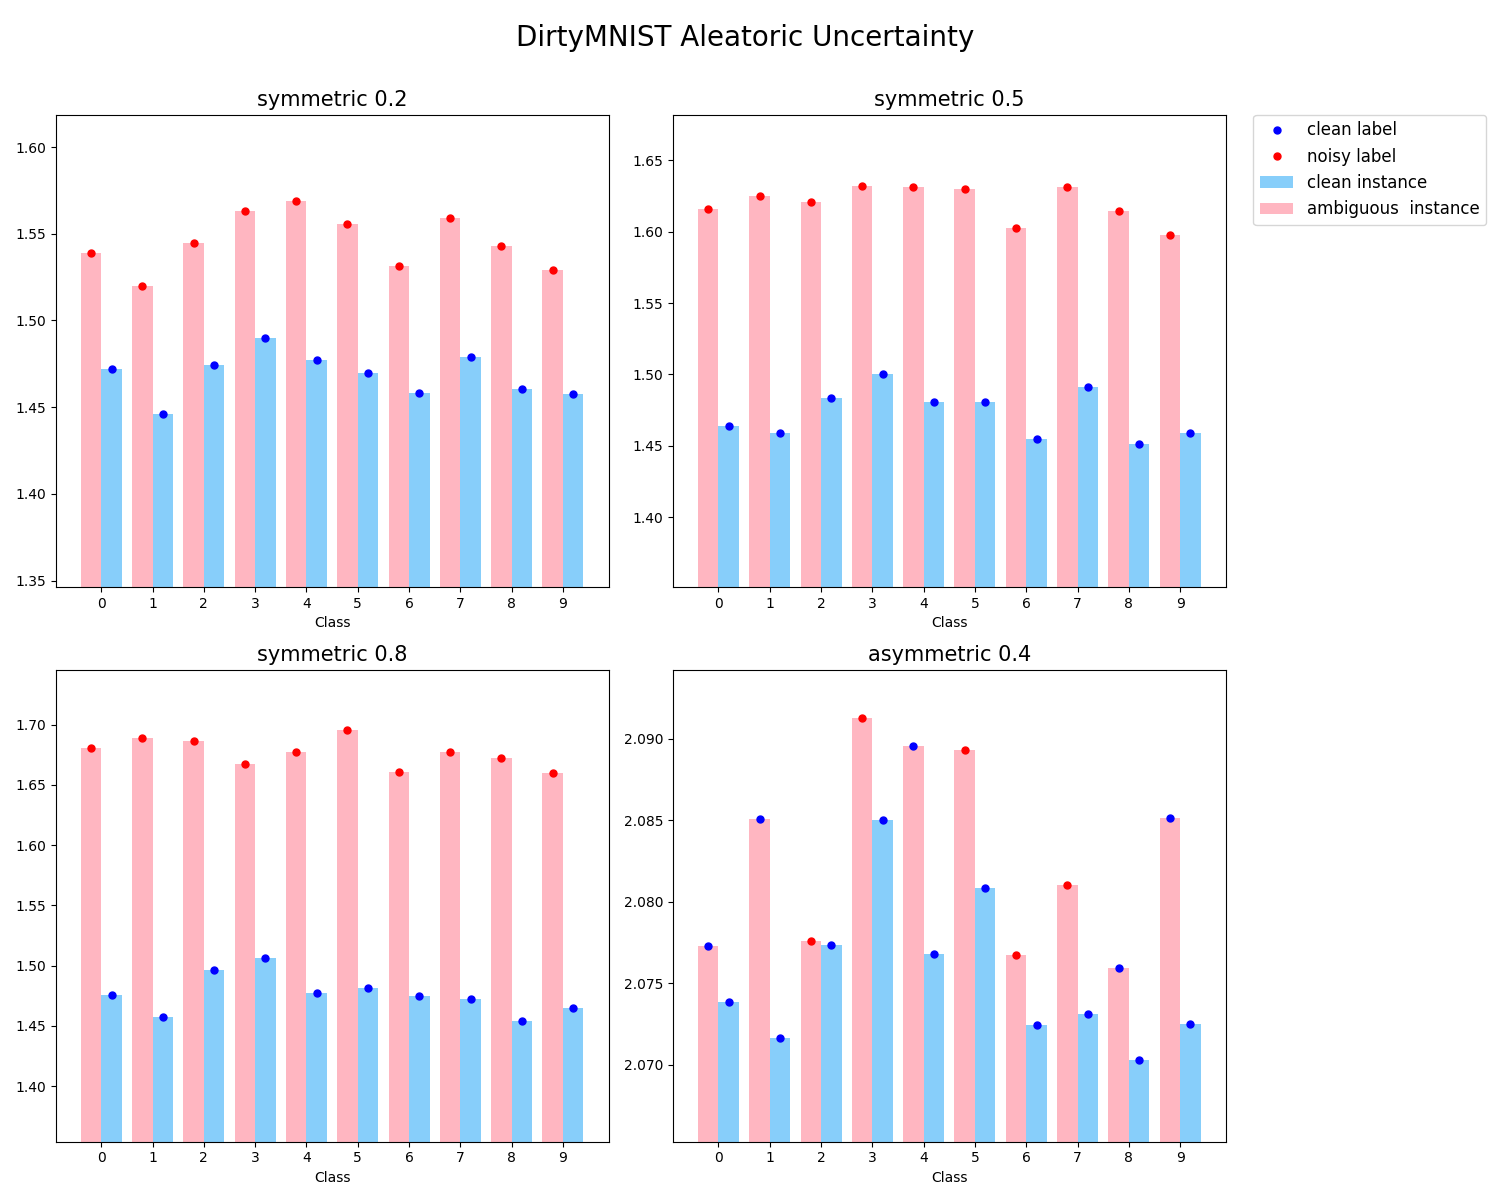 DirtyMNIST Aleatoric Uncertainty
symmetric 0.2
1.60
1.55
1.50
1.45
1.40
1.35
0 1 2 3 4 5 6 7 8 9
Class
symmetric 0.5
1.65
1.60
1.55
1.50
1.45
1.40
0 1 2 3 4 5 6 7 8 9
Class
clean label
noisy label
clean instance
ambiguous  instance
symmetric 0.8
1.70
1.65
1.60
1.55
1.50
1.45
1.40
0 1 2 3 4 5 6 7 8 9
Class
asymmetric 0.4
2.090
2.085
2.080
2.075
2.070
0 1 2 3 4 5 6 7 8 9
Class